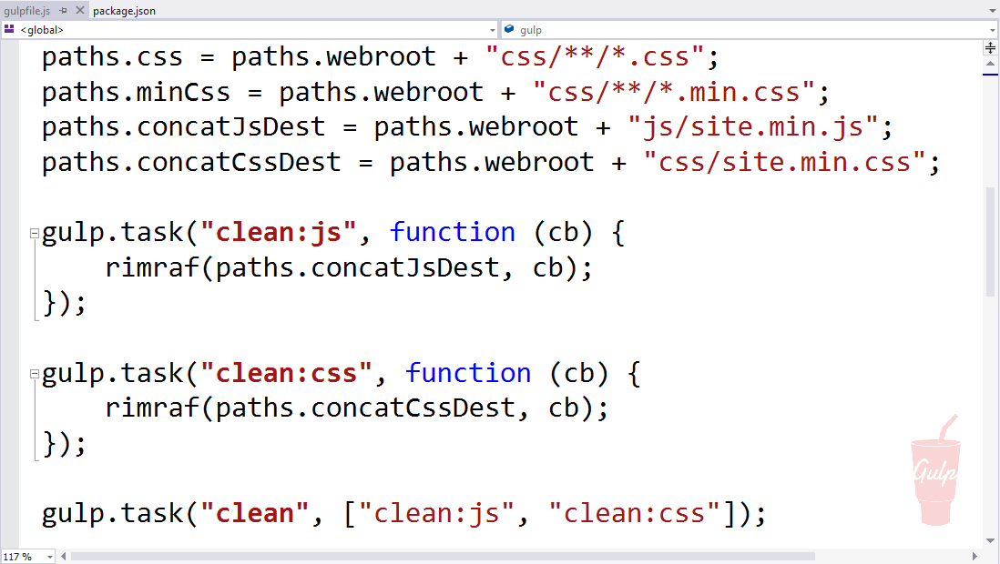 gulpfile.js package.json
<global> gulp
paths.css = paths.webroot + "css/**/*.css";
paths.minCss = paths.webroot + "css/**/*.min.css";
paths.concatJsDest = paths.webroot + "js/site.min.js";
paths.concatCssDest = paths.webroot + "css/site.min.css";
gulp.task("clean:js", function (cb) {
rimraf(paths.concatJsDest, cb);
});
gulp.task("clean:css", function (cb) {
rimraf(paths.concatCssDest, cb);
});
Gulp
gulp.task("clean", ["clean:js", "clean:css"]);
117 %